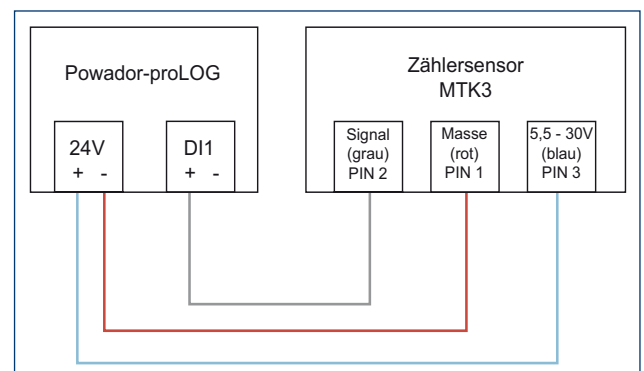 Powador-proLOG
24V
+ -
DI1
+ -
Zählersensor
MTK3
Signal
(grau)
PIN 2
Masse
(rot)
PIN 1
5,5 - 30V
(blau)
PIN 3